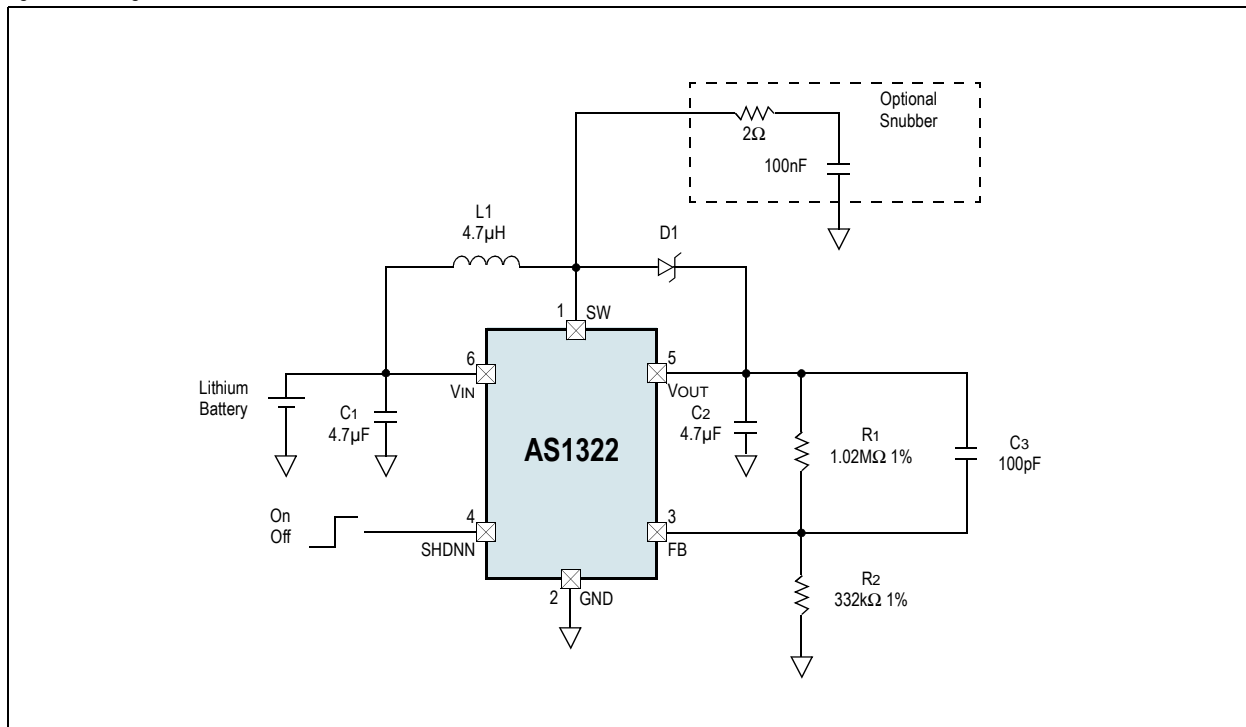 Optional
Snubber
2Ω
100nF
L1
4.7µH
D1
1
SW
6
5
VIN
VOUT
Lithium
Battery
C1
4.7µF
C2
4.7µF
AS1322
R1
1.02MΩ 1%
C3
100pF
On
Off
4
3
SHDNN
FB
2
GND
R2
332kΩ 1%